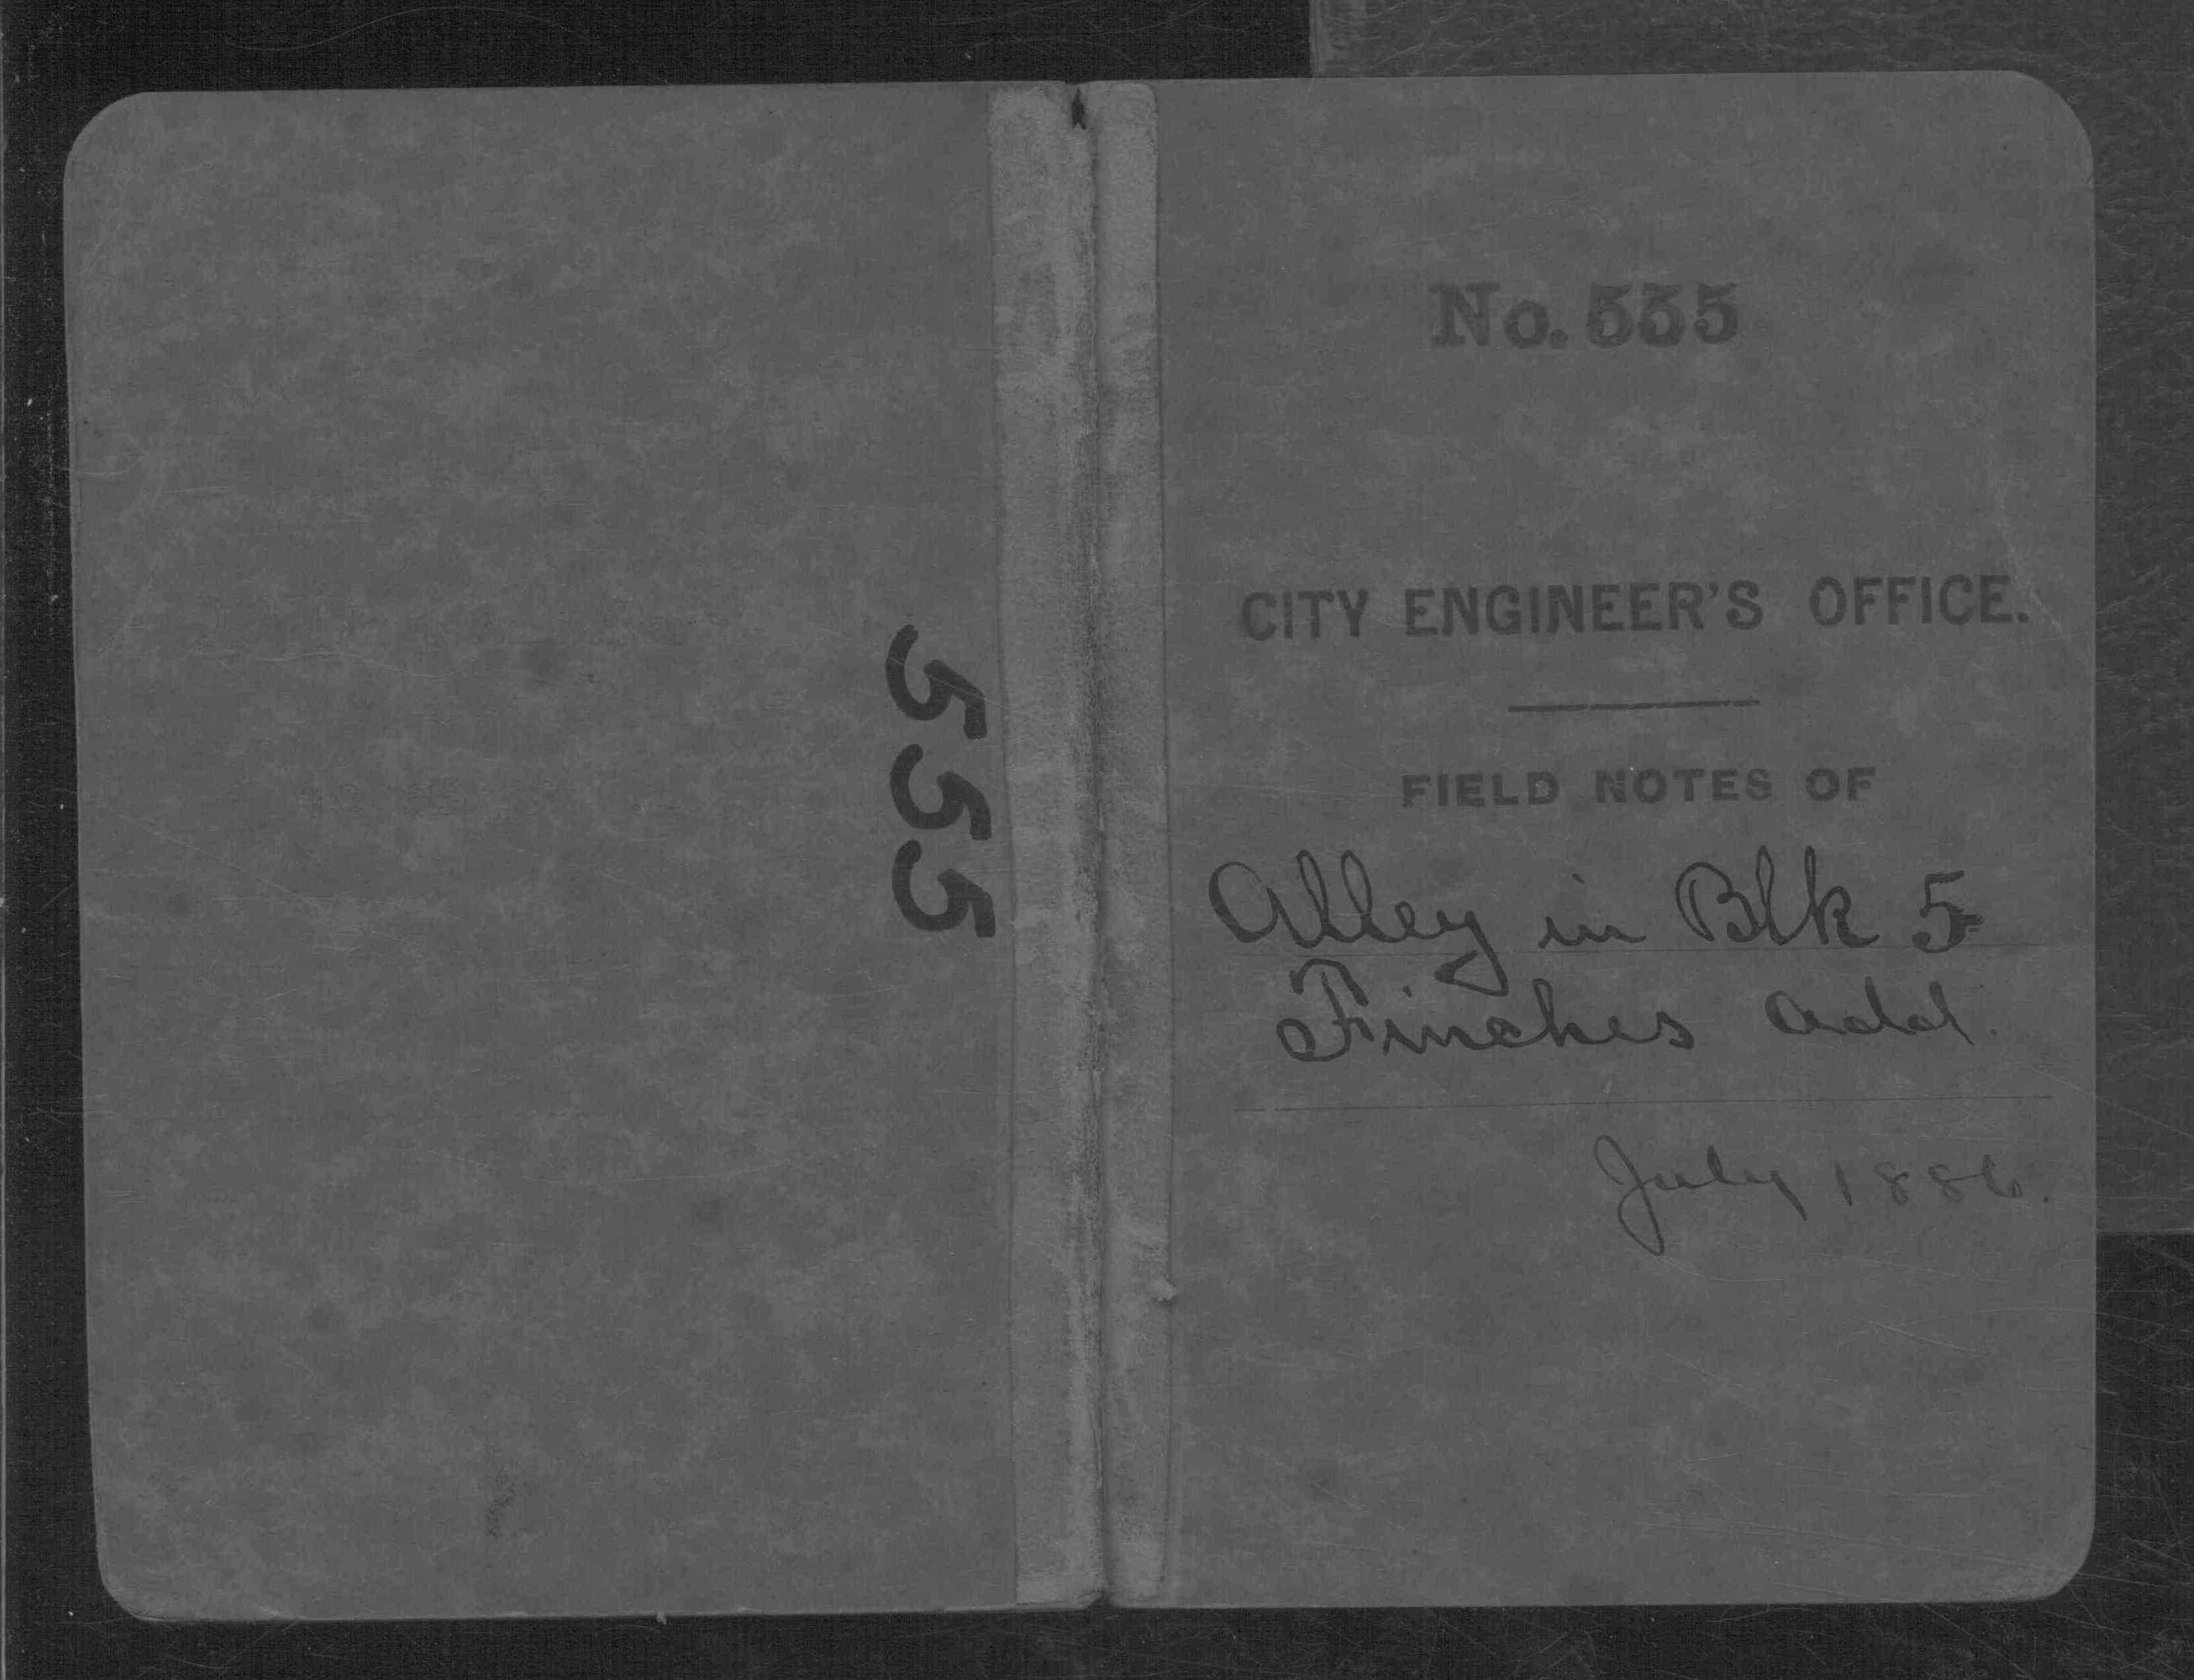 555
No. 555
CITY ENGINEER'S OFFICE.
FIELD NOTES OF
Alley in Blk 5
Finches Add.
July 1886.